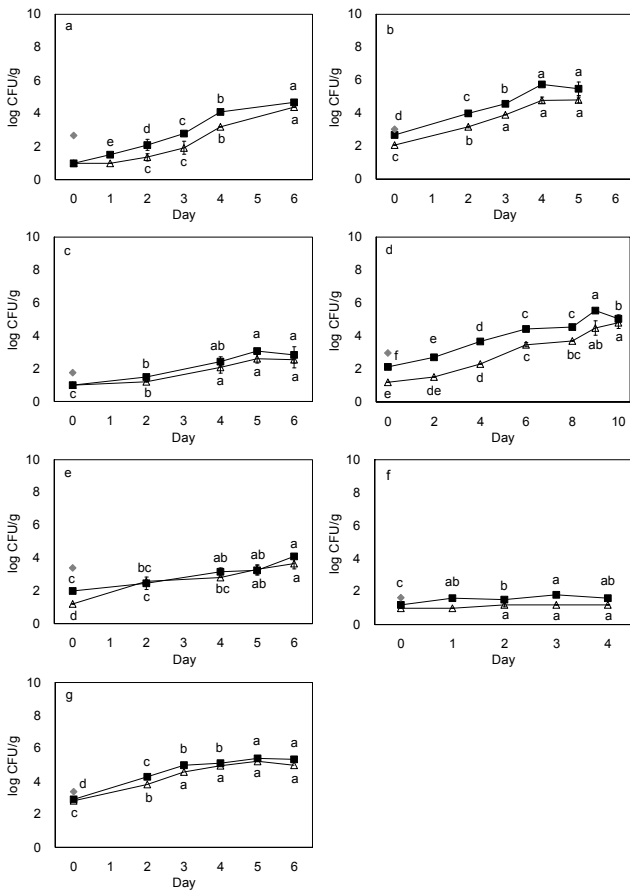 a
log CFU/g
10
8
6
4
2
0
e d c b a
c c b a
0 1 2 3 4 5 6
Day
b
log CFU/g
10
8
6
4
2
0
d c b a a
c b a a a
0 1 2 3 4 5 6
Day
c
log CFU/g
10
8
6
4
2
0
b ab a a
c b a a a
0 1 2 3 4 5 6
Day
d
log CFU/g
10
8
6
4
2
0
f e d c c a b
e de d c bc ab a
0 2 4 6 8 10
Day
e
log CFU/g
10
8
6
4
2
0
c bc ab ab a
d c bc ab a
0 1 2 3 4 5 6
Day
f
log CFU/g
10
8
6
4
2
0
c ab b a ab
a a a
0 1 2 3 4
Day
g
log CFU/g
10
8
6
4
2
0
d c b b a a
c b a a a a
0 1 2 3 4 5 6
Day